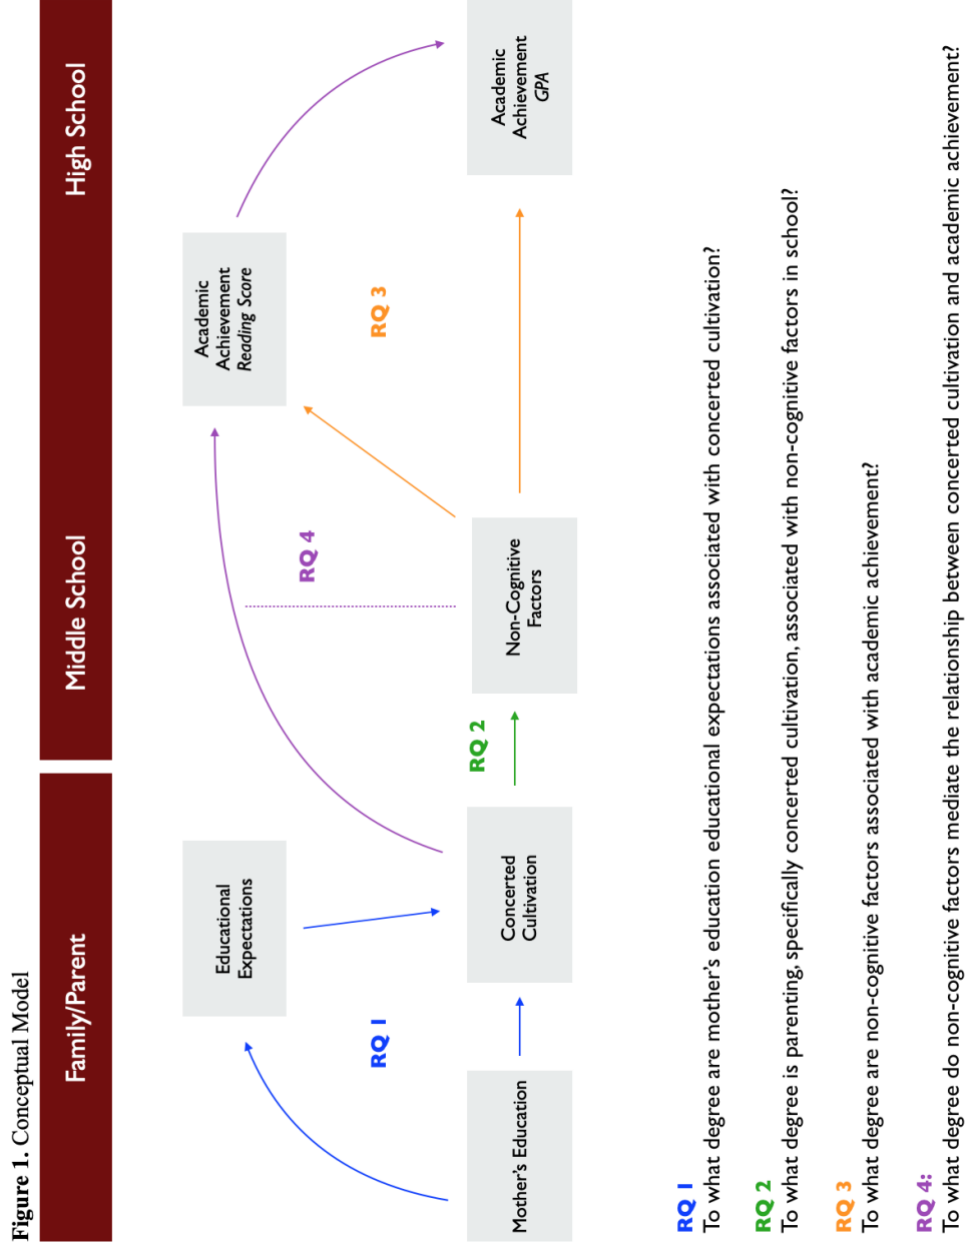 Figure 1. Conceptual Model
Family/Parent
Middle School
High School
Educational
Expectations
Academic
Achievement
Reading Score
RQ 1
RQ 4
RQ 3
RQ 2
Mother's Education
Concerted
Cultivation
Non-Cognitive
Factors
Academic
Achievement
GPA
RQ 1
To what degree are mother's education educational expectations associated with concerted cultivation?
RQ 2
To what degree is parenting, specifically concerted cultivation, associated with non-cognitive factors in school?
RQ 3
To what degree are non-cognitive factors associated with academic achievement?
RQ 4:
To what degree do non-cognitive factors mediate the relationship between concerted cultivation and academic achievement?